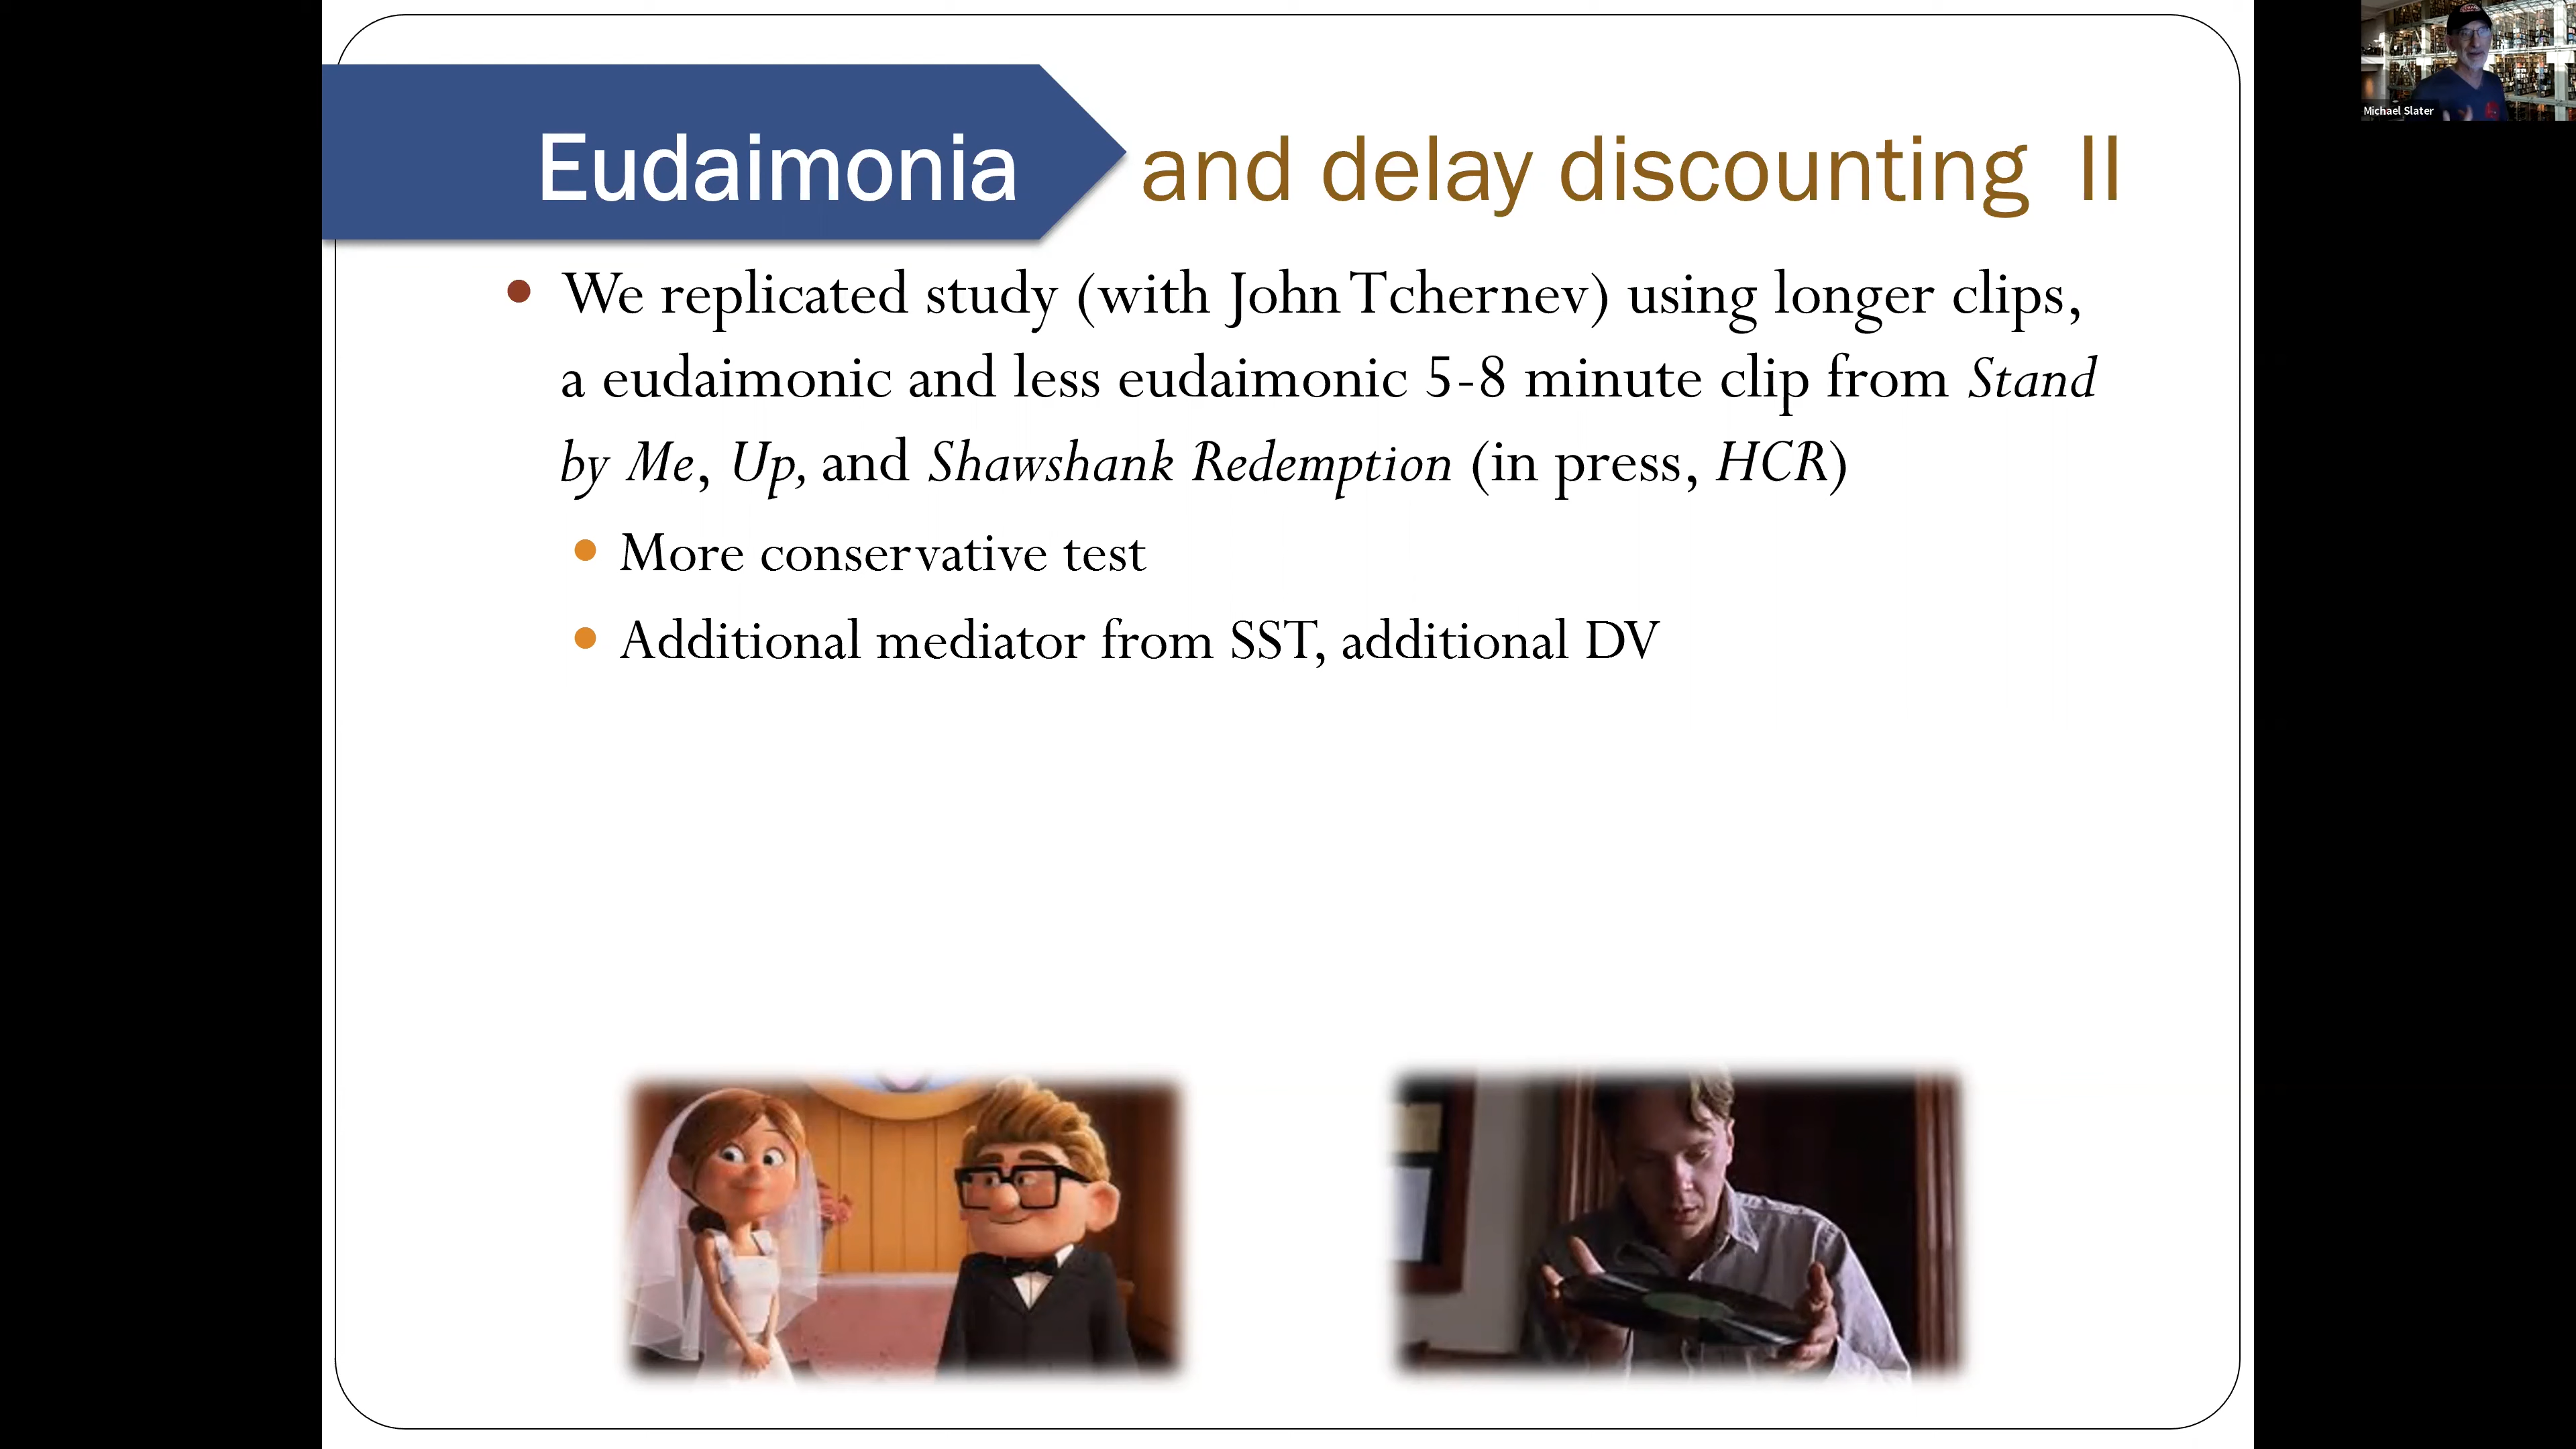 Eudaimonia and delay discounting II
• We replicated study (with John Tchernev) using longer clips,
a eudaimonic and less eudaimonic 5-8 minute clip from Stand
by Me, Up, and Shawshank Redemption (in press, HCR)
• More conservative test
• Additional mediator from SST, additional DV
Michael Slater